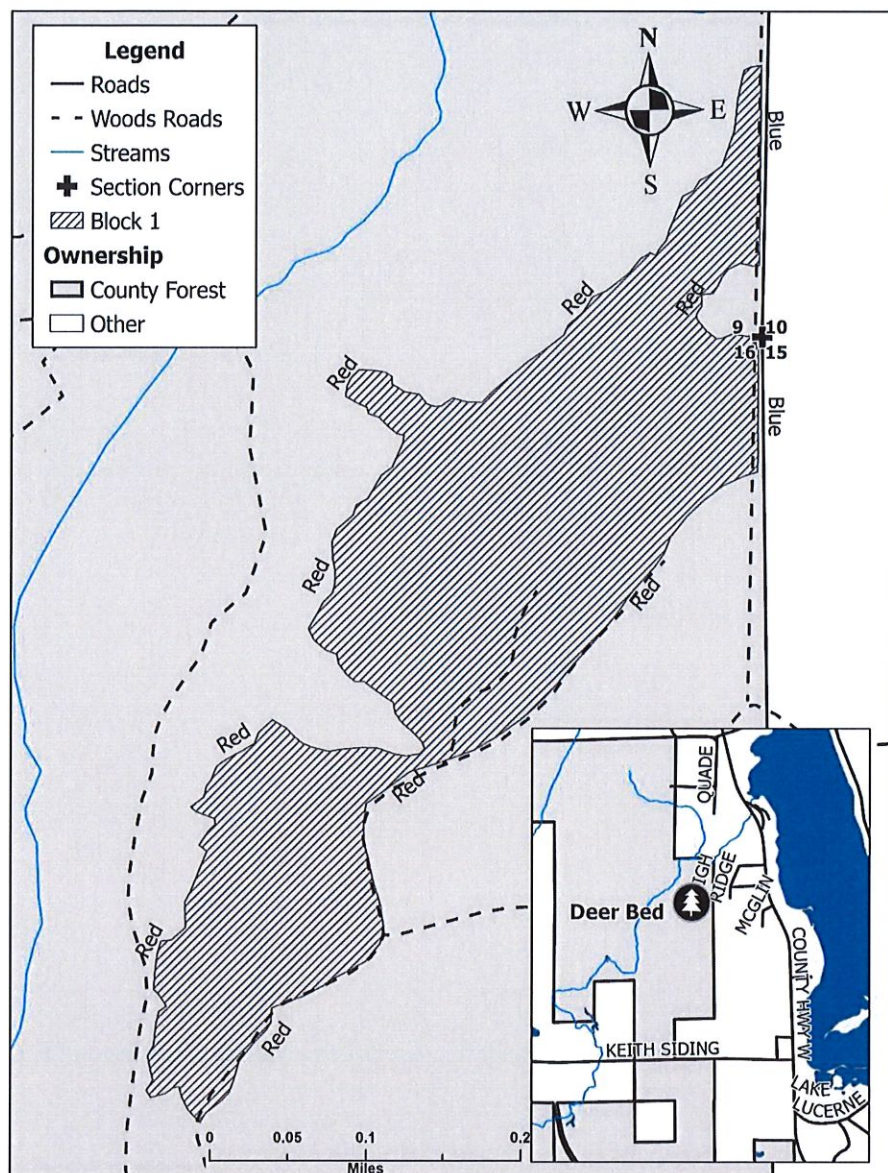 Legend
Roads
Woods Roads
Streams
Section Corners
Block 1
Ownership
County Forest
Other
N
W E
S
Blue
Red
Red
9 10
16 15
Red
Blue
Red
Red
Red
Red
Red
Red
0 0.05 0.1 0.2
Miles
QUADE
IGH
RIDGE
MCGLIN
Deer Bed
COUNTY HWY W
KEITH SIDING
LAKE
LUCERNE